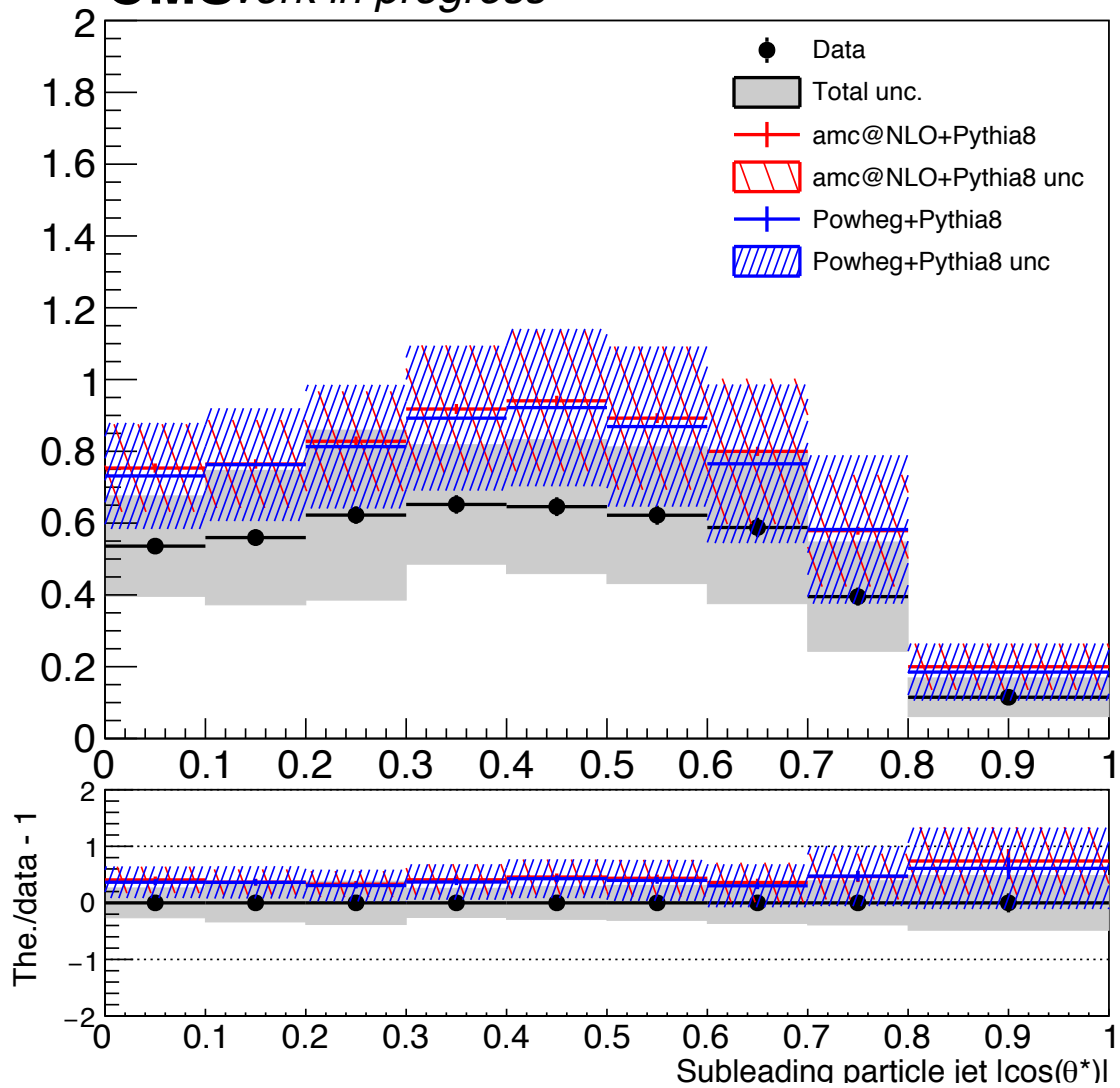 CMS Work in progress
2
1.8
1.6
1.4
1.2
1
0.8
0.6
0.4
0.2
0
Data
Total unc.
amc@NLO+Pythia8
amc@NLO+Pythia8 unc
Powheg+Pythia8
Powheg+Pythia8 unc
0 0.1 0.2 0.3 0.4 0.5 0.6 0.7 0.8 0.9 1
The./data - 1
2
1
0
−1
−2
0 0.1 0.2 0.3 0.4 0.5 0.6 0.7 0.8 0.9 1
Subleading particle jet |cos(θ*)|